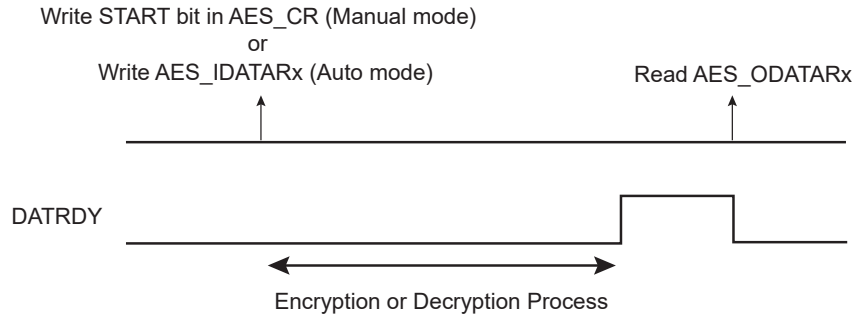 Write START bit in AES_CR (Manual mode)
or
Write AES_IDATARx (Auto mode)
Read AES_ODATARx
DATRDY
Encryption or Decryption Process